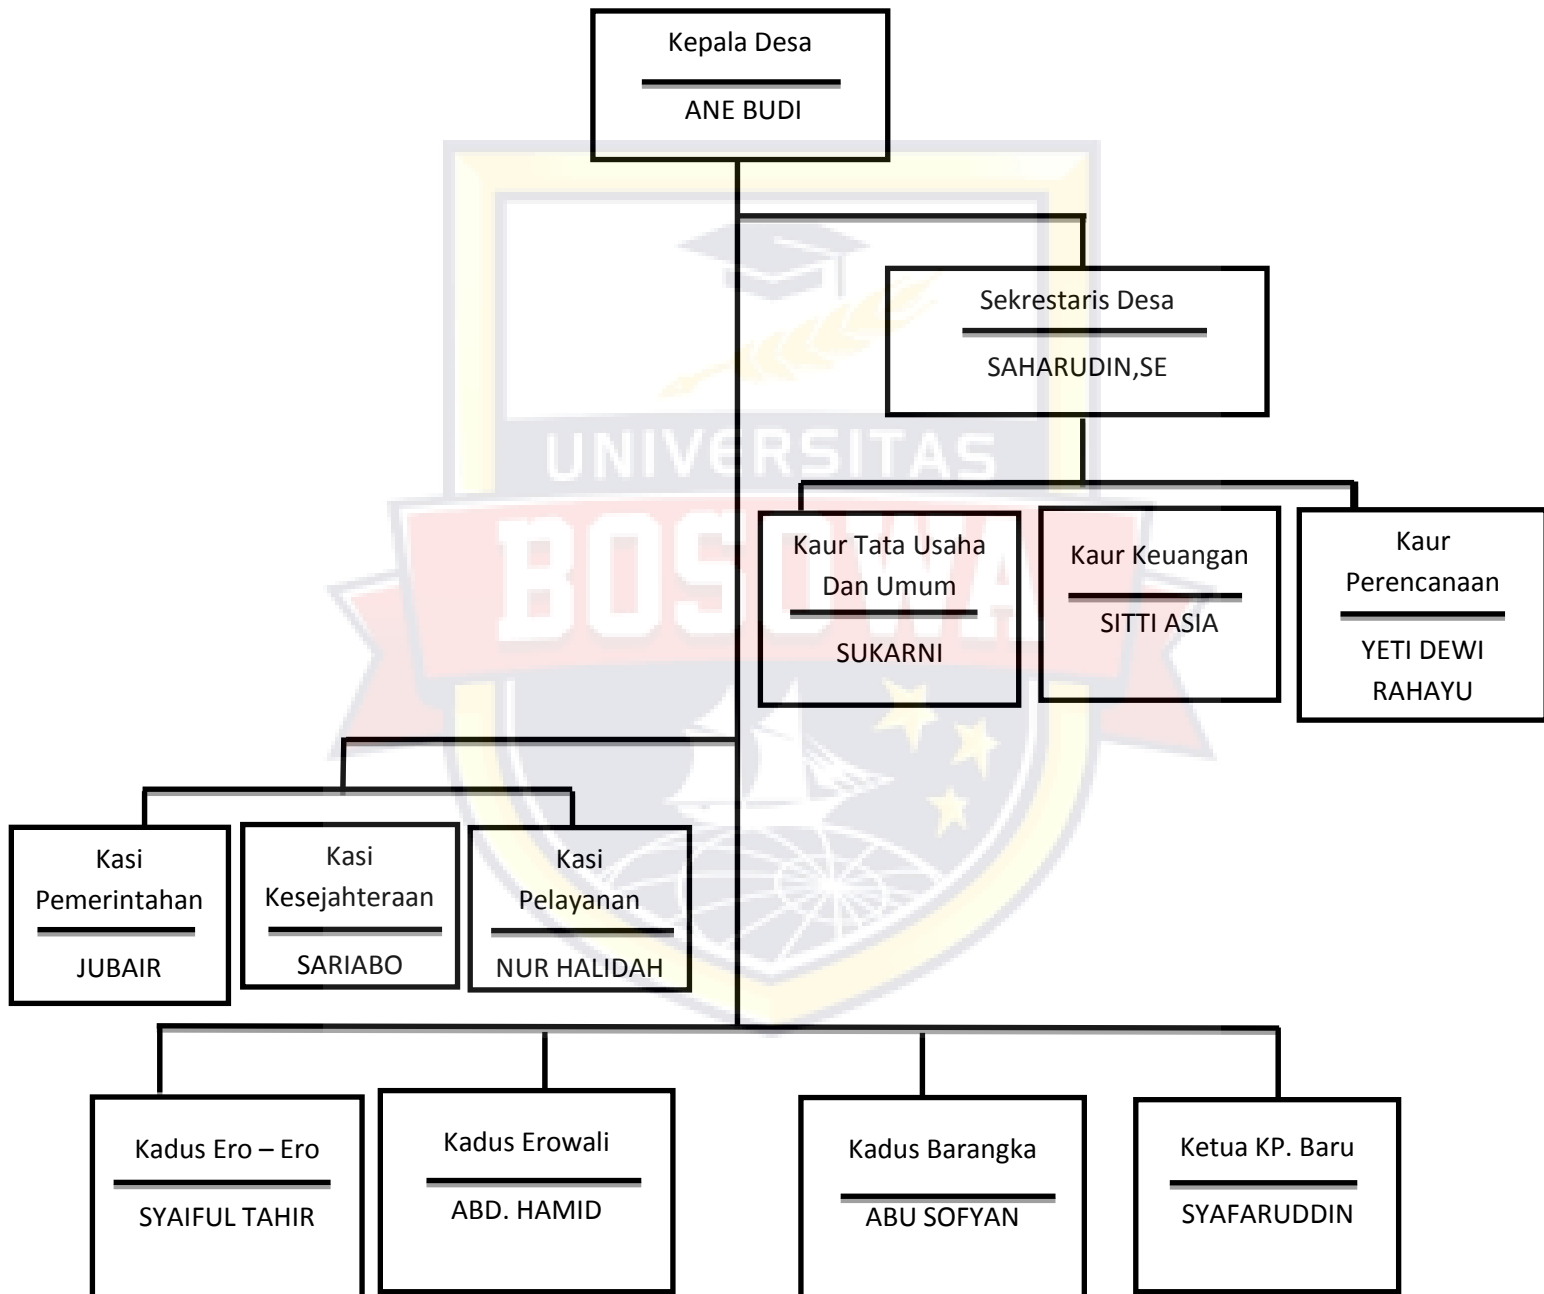 Kepala Desa
ANE BUDI
Sekrestaris Desa
SAHARUDIN,SE
UNIVERSITAS
BOSOWA
Kaur Tata Usaha
Dan Umum
SUKARNI
Kaur Keuangan
SITTI ASIA
Kaur
Perencanaan
YETI DEWI
RAHAYU
Kasi
Pemerintahan
JUBAIR
Kasi
Kesejahteraan
SARIABO
Kasi
Pelayanan
NUR HALIDAH
Kadus Ero – Ero
SYAIFUL TAHIR
Kadus Erowali
ABD. HAMID
Kadus Barangka
ABU SOFYAN
Ketua KP. Baru
SYAFARUDDIN